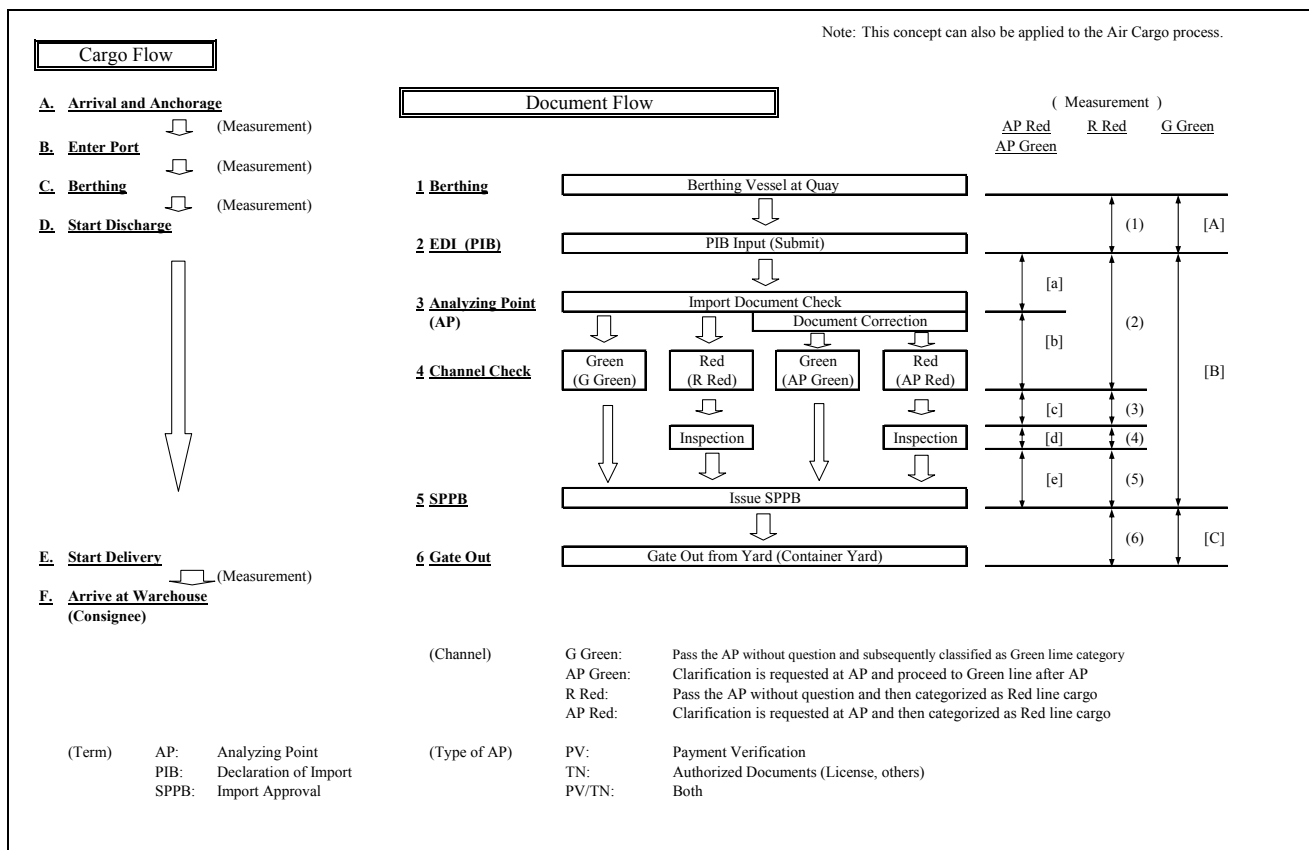 Note: This concept can also be applied to the Air Cargo process.
Cargo Flow
A. Arrival and Anchorage
(Measurement)
B. Enter Port
(Measurement)
C. Berthing
(Measurement)
D. Start Discharge
E. Start Delivery
(Measurement)
F. Arrive at Warehouse
(Consignee)
Document Flow
( Measurement )
AP Red
AP Green
R Red
G Green
1 Berthing
Berthing Vessel at Quay
(1)
[A]
2 EDI (PIB)
PIB Input (Submit)
[a]
3 Analyzing Point
(AP)
Import Document Check
Document Correction
(2)
[b]
4 Channel Check
Green
(G Green)
Red
(R Red)
Green
(AP Green)
Red
(AP Red)
[B]
[c]
(3)
Inspection
Inspection
[d]
(4)
[e]
(5)
5 SPPB
Issue SPPB
(6)
[C]
6 Gate Out
Gate Out from Yard (Container Yard)
(Channel)
G Green: Pass the AP without question and subsequently classified as Green lime category
AP Green: Clarification is requested at AP and proceed to Green line after AP
R Red: Pass the AP without question and then categorized as Red line cargo
AP Red: Clarification is requested at AP and then categorized as Red line cargo
(Term)
AP: Analyzing Point
PIB: Declaration of Import
SPPB: Import Approval
(Type of AP)
PV: Payment Verification
TN: Authorized Documents (License, others)
PV/TN: Both